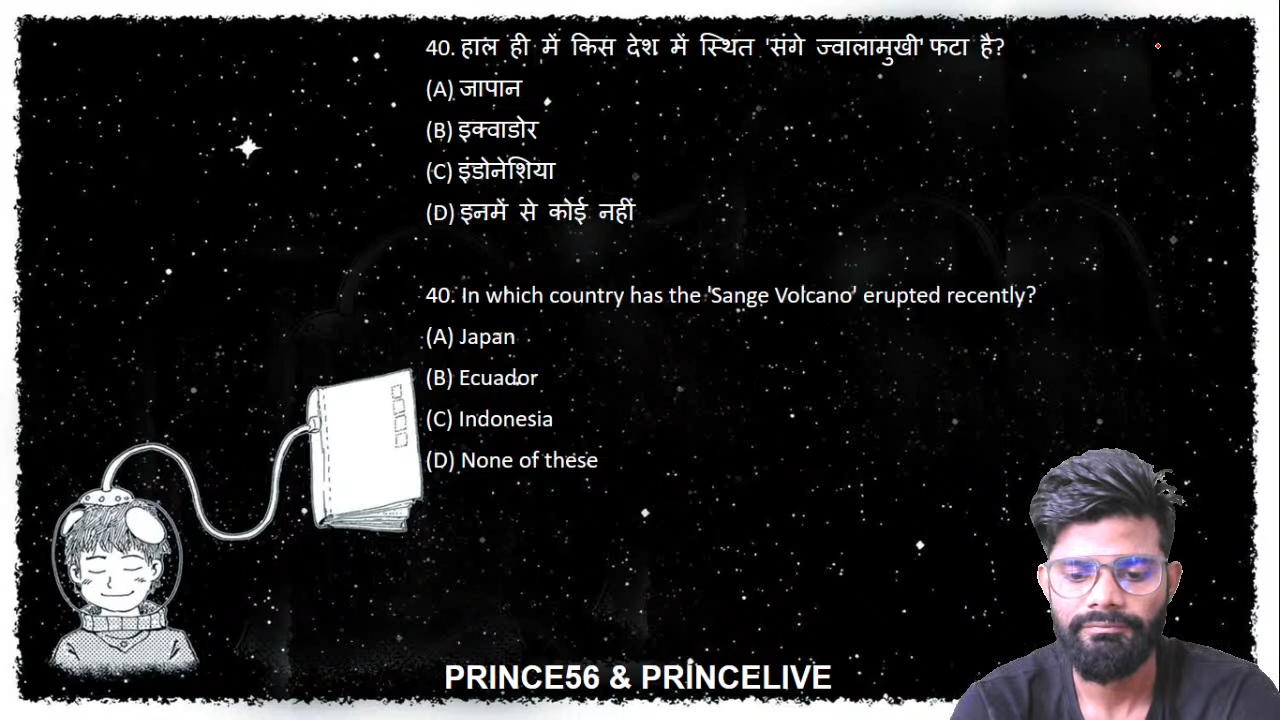 40. हाल ही में किस देश में स्थित 'संगे ज्वालामुखी' फटा है?
(A) जापान
(B) इक्वाडोर
(C) इंडोनेशिया
(D) इनमें से कोई नहीं
40. In which country has the 'Sange Volcano' erupted recently?
(A) Japan
(B) Ecuador
(C) Indonesia
(D) None of these
PRINCE56 & PRINCELIVE